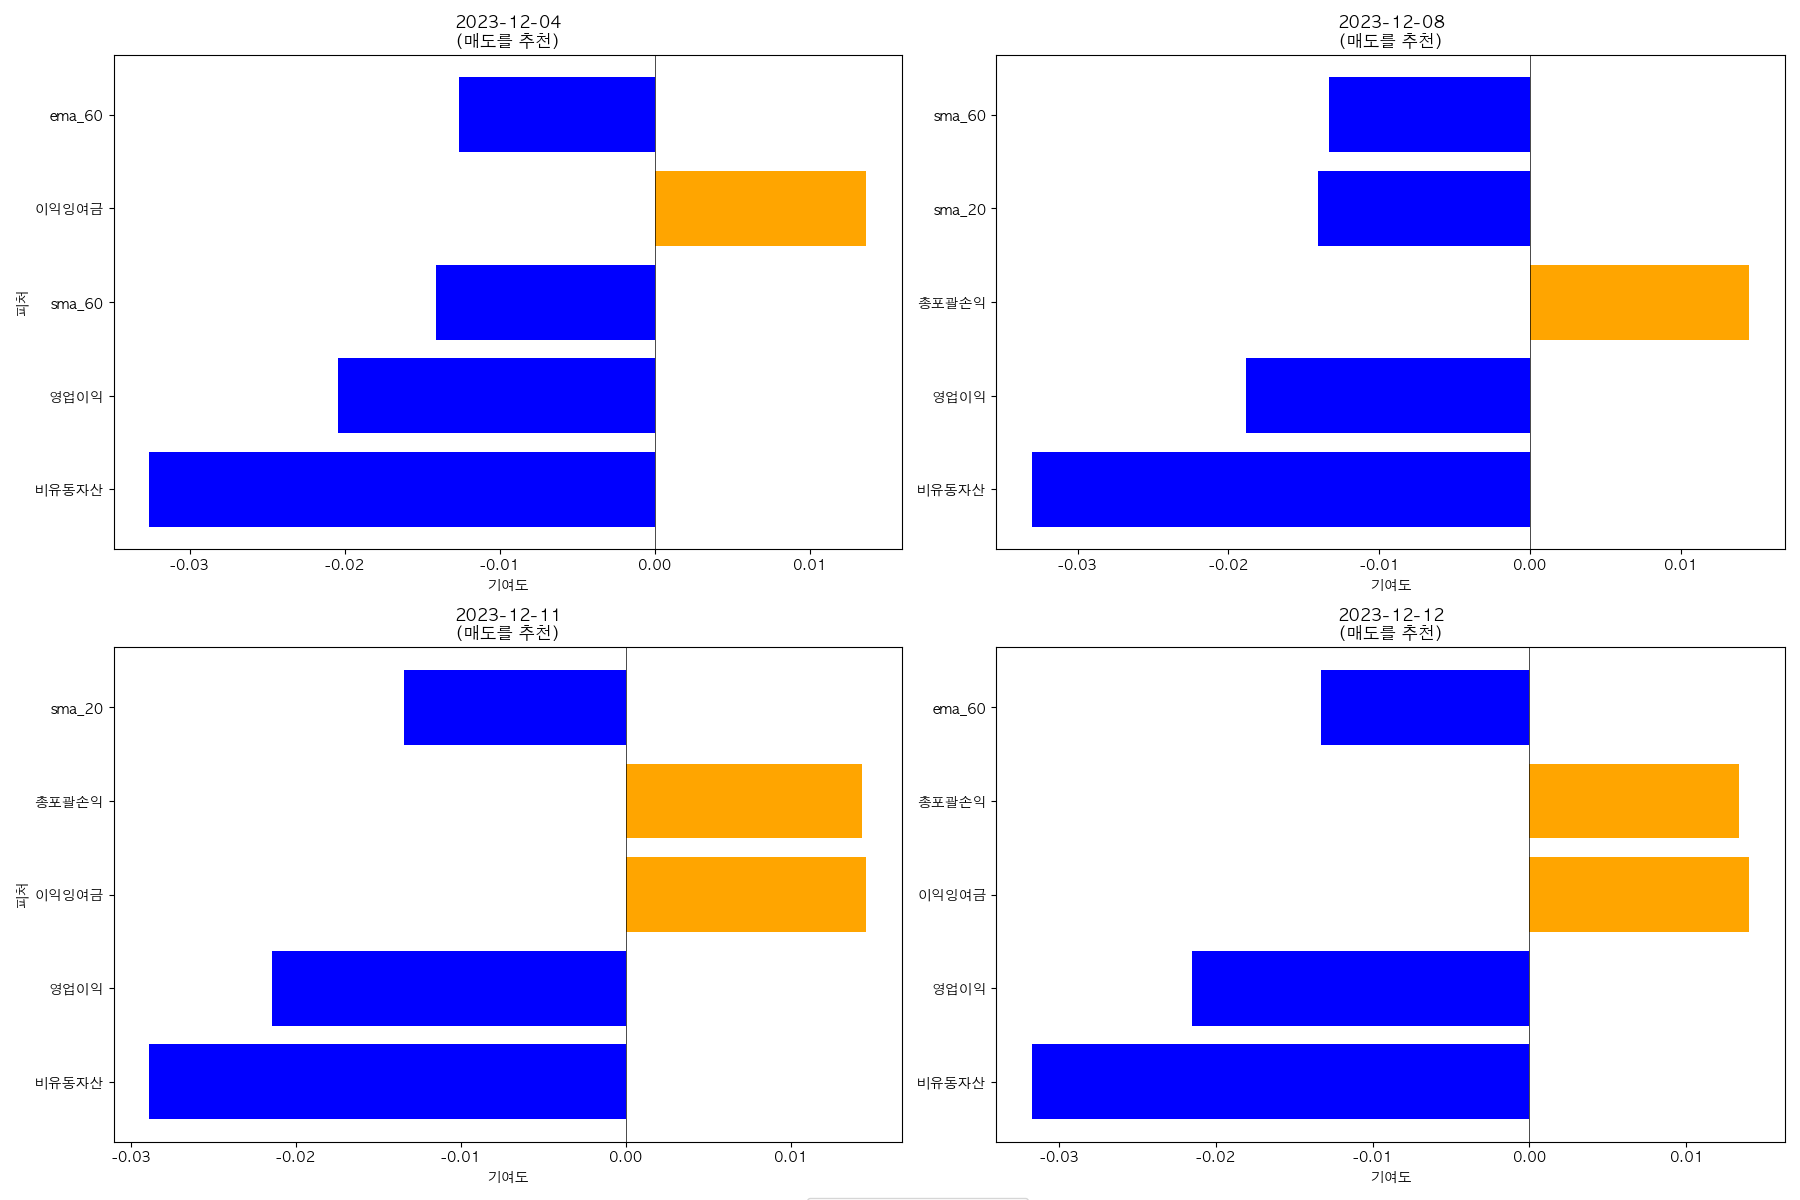 2023-12-04
(매도를 추천)
피처
ema_60
이익잉여금
sma_60
영업이익
비유동자산
-0.03
-0.02
-0.01
0.00
0.01
기여도
2023-12-08
(매도를 추천)
sma_60
sma_20
총포괄손익
영업이익
비유동자산
-0.03
-0.02
-0.01
0.00
0.01
기여도
2023-12-11
(매도를 추천)
피처
sma_20
총포괄손익
이익잉여금
영업이익
비유동자산
-0.03
-0.02
-0.01
0.00
0.01
기여도
2023-12-12
(매도를 추천)
ema_60
총포괄손익
이익잉여금
영업이익
비유동자산
-0.03
-0.02
-0.01
0.00
0.01
기여도